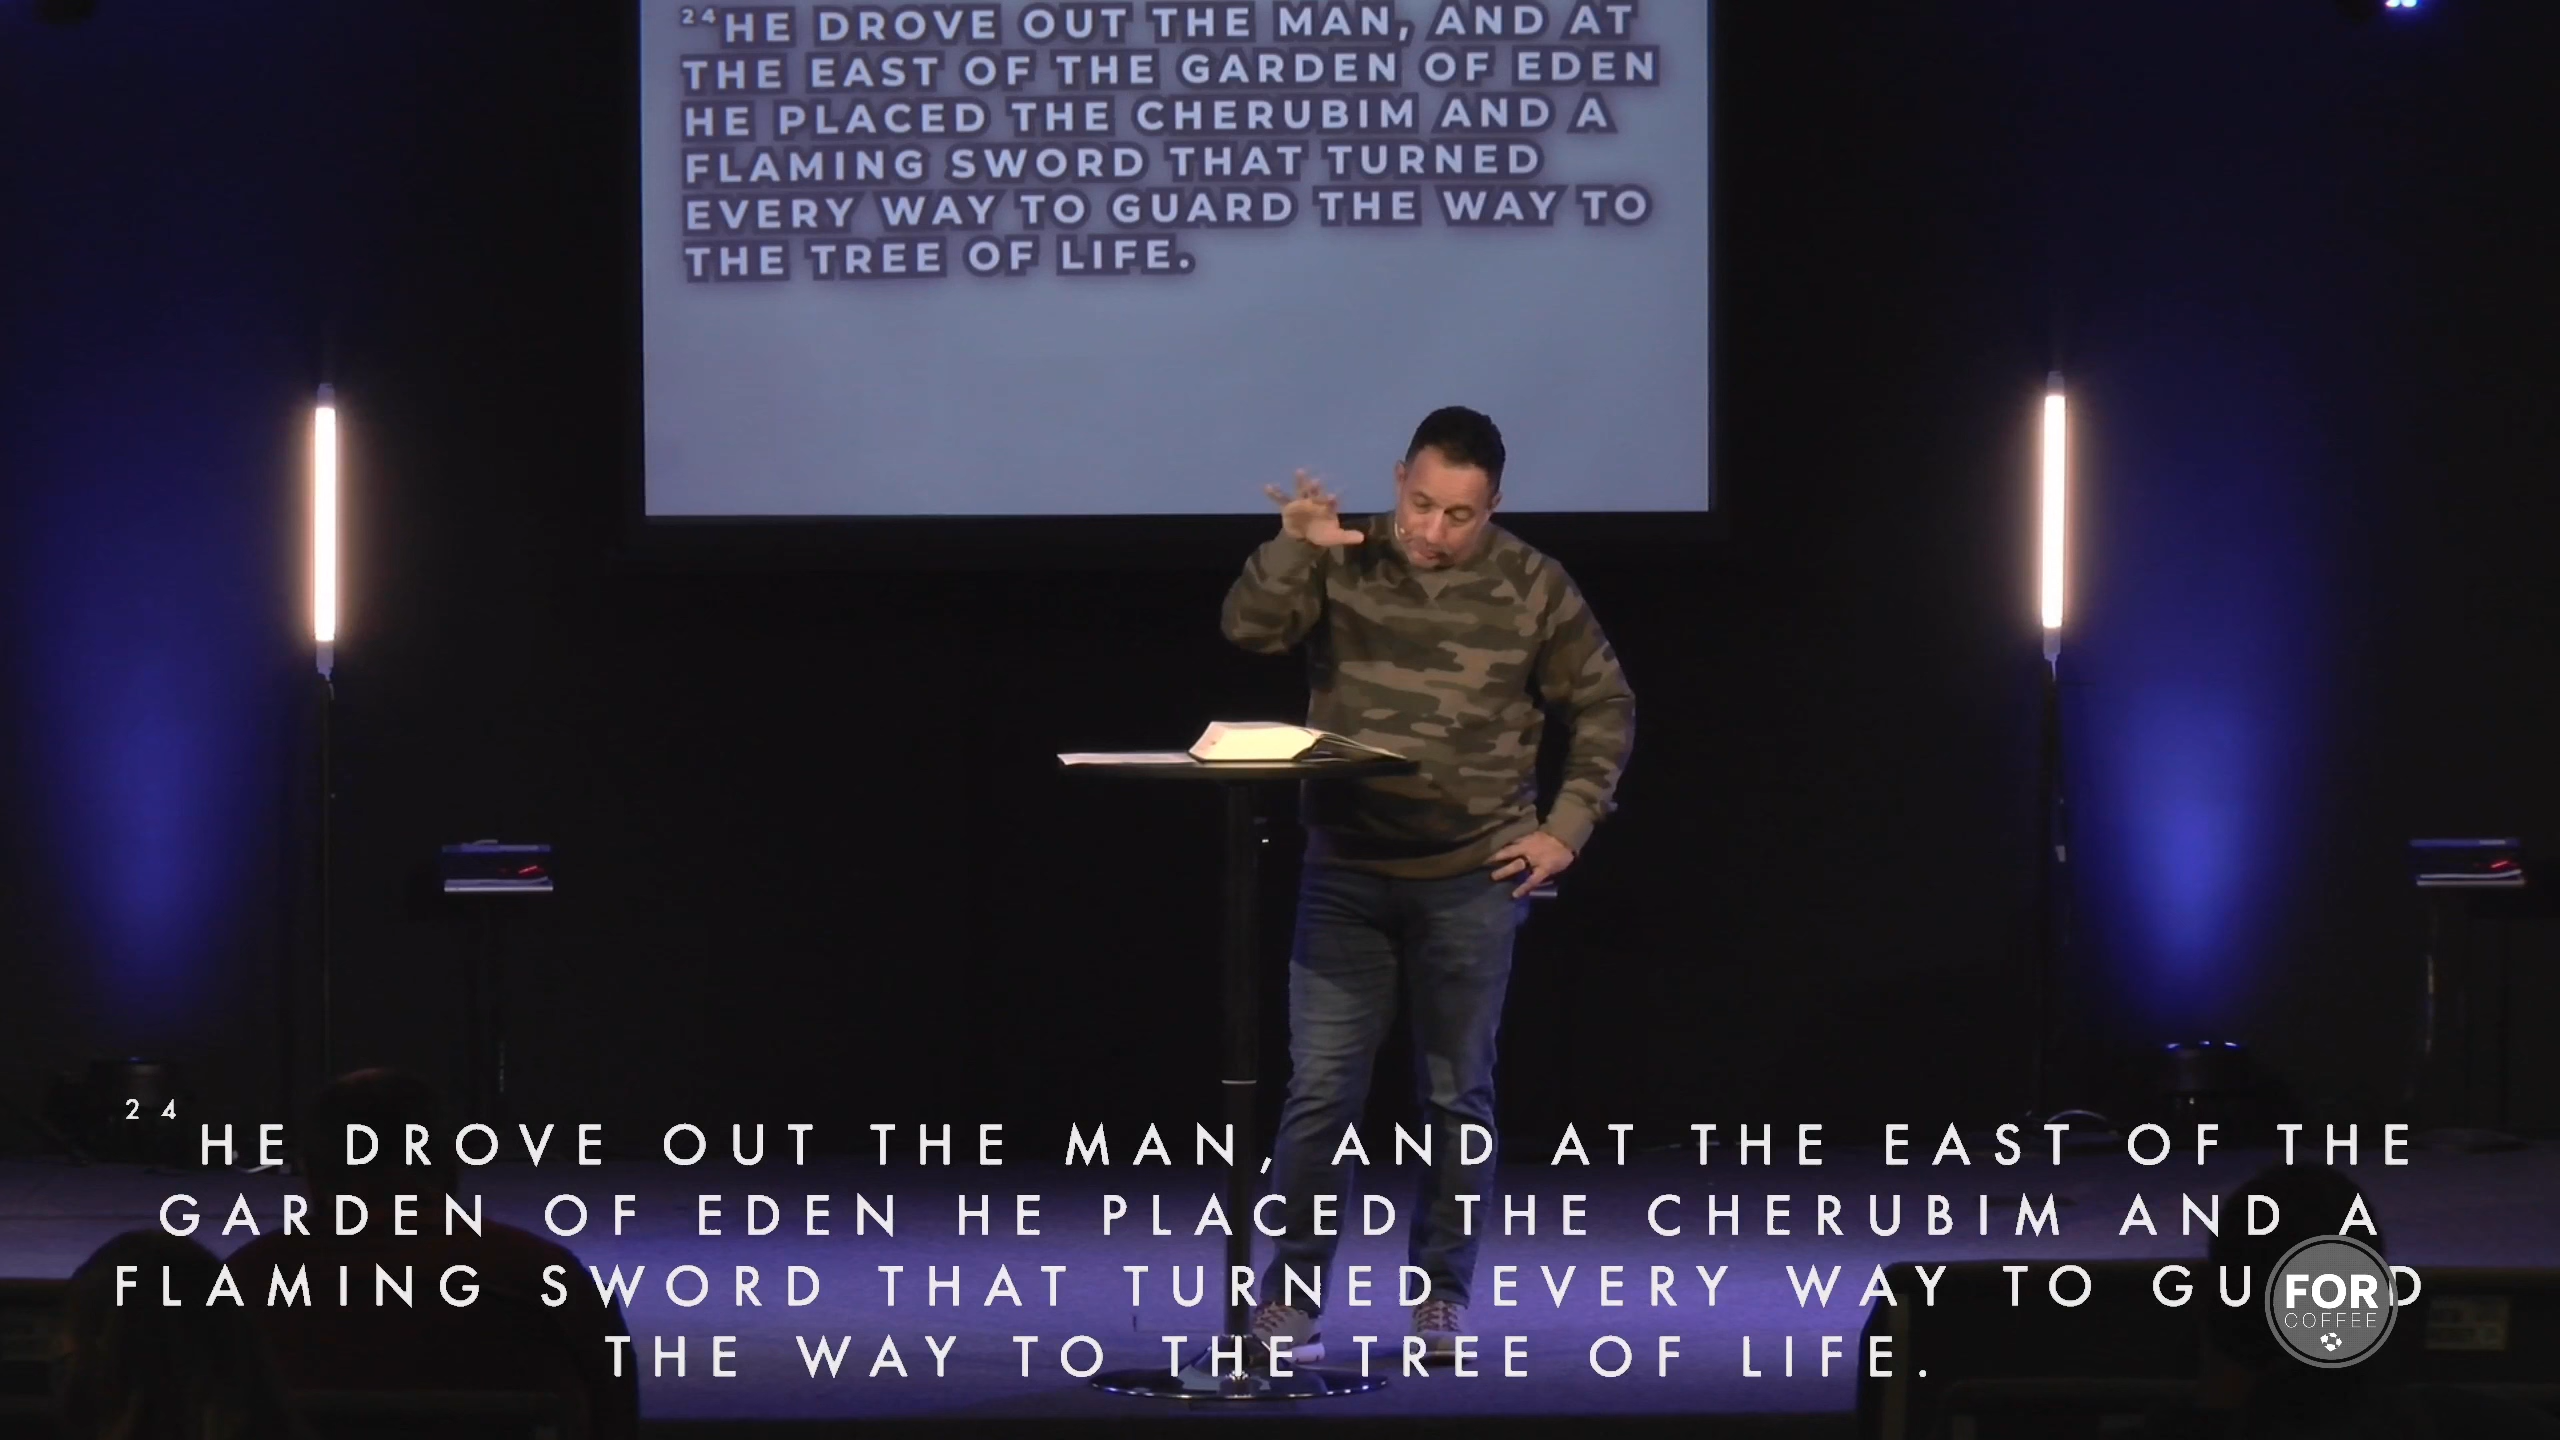 24HE DROVE OUT THE MAN, AND AT
THE EAST OF THE GARDEN OF EDEN
HE PLACED THE CHERUBIM AND A
FLAMING SWORD THAT TURNED
EVERY WAY TO GUARD THE WAY TO
THE TREE OF LIFE.
24 HE DROVE OUT THE MAN, AND AT THE EAST OF THE
GARDEN OF EDEN HE PLACED THE CHERUBIM AND A
FLAMING SWORD THAT TURNED EVERY WAY TO GU D
THE WAY TO THE TREE OF LIFE.
FOR
COFFEE